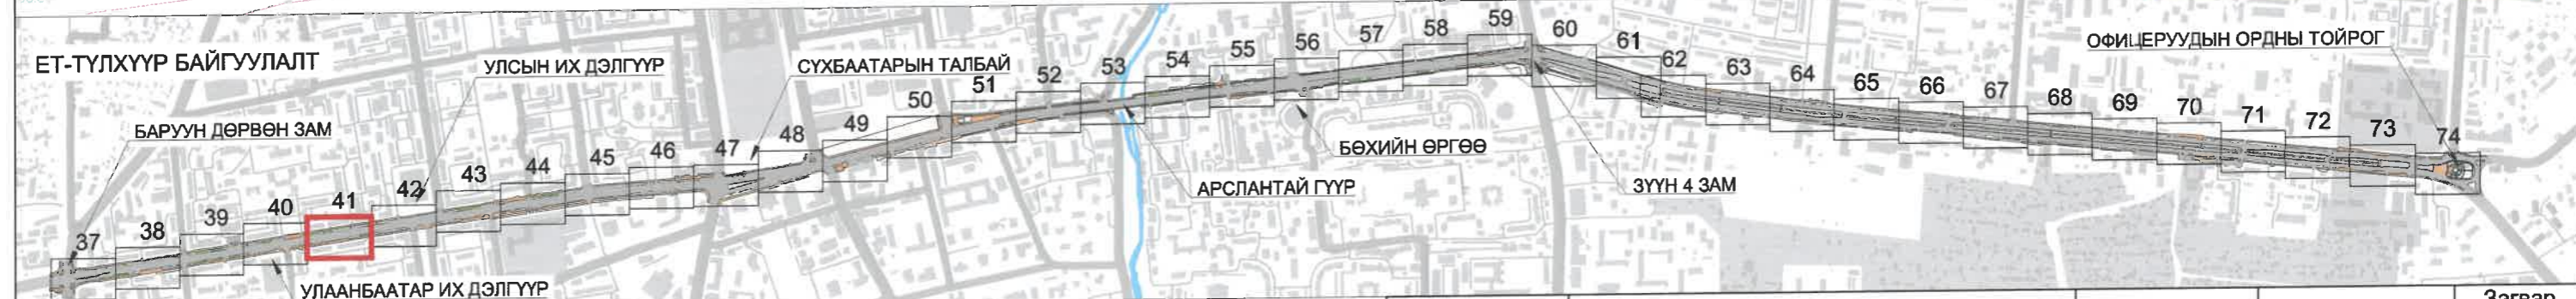 ЕТ-ТҮЛХҮҮР БАЙГУУЛАЛТ
УЛСЫН ИХ ДЭЛГҮҮР
СҮХБААТАРЫН ТАЛБАЙ
ОФИЦЕРУУДЫН ОРДНЫ ТОЙРОГ
БАРУУН ДӨРВӨН ЗАМ
БӨХИЙН ӨРГӨӨ
АРСЛАНТАЙ ГҮҮР
ЗҮҮН 4 ЗАМ
УЛААНБААТАР ИХ ДЭЛГҮҮР
37 38 39 40 41 42 43 44 45 46 47 48 49 50 51 52 53 54 55 56 57 58 59 60 61 62 63 64 65 66 67 68 69 70 71 72 73 74
Загвар